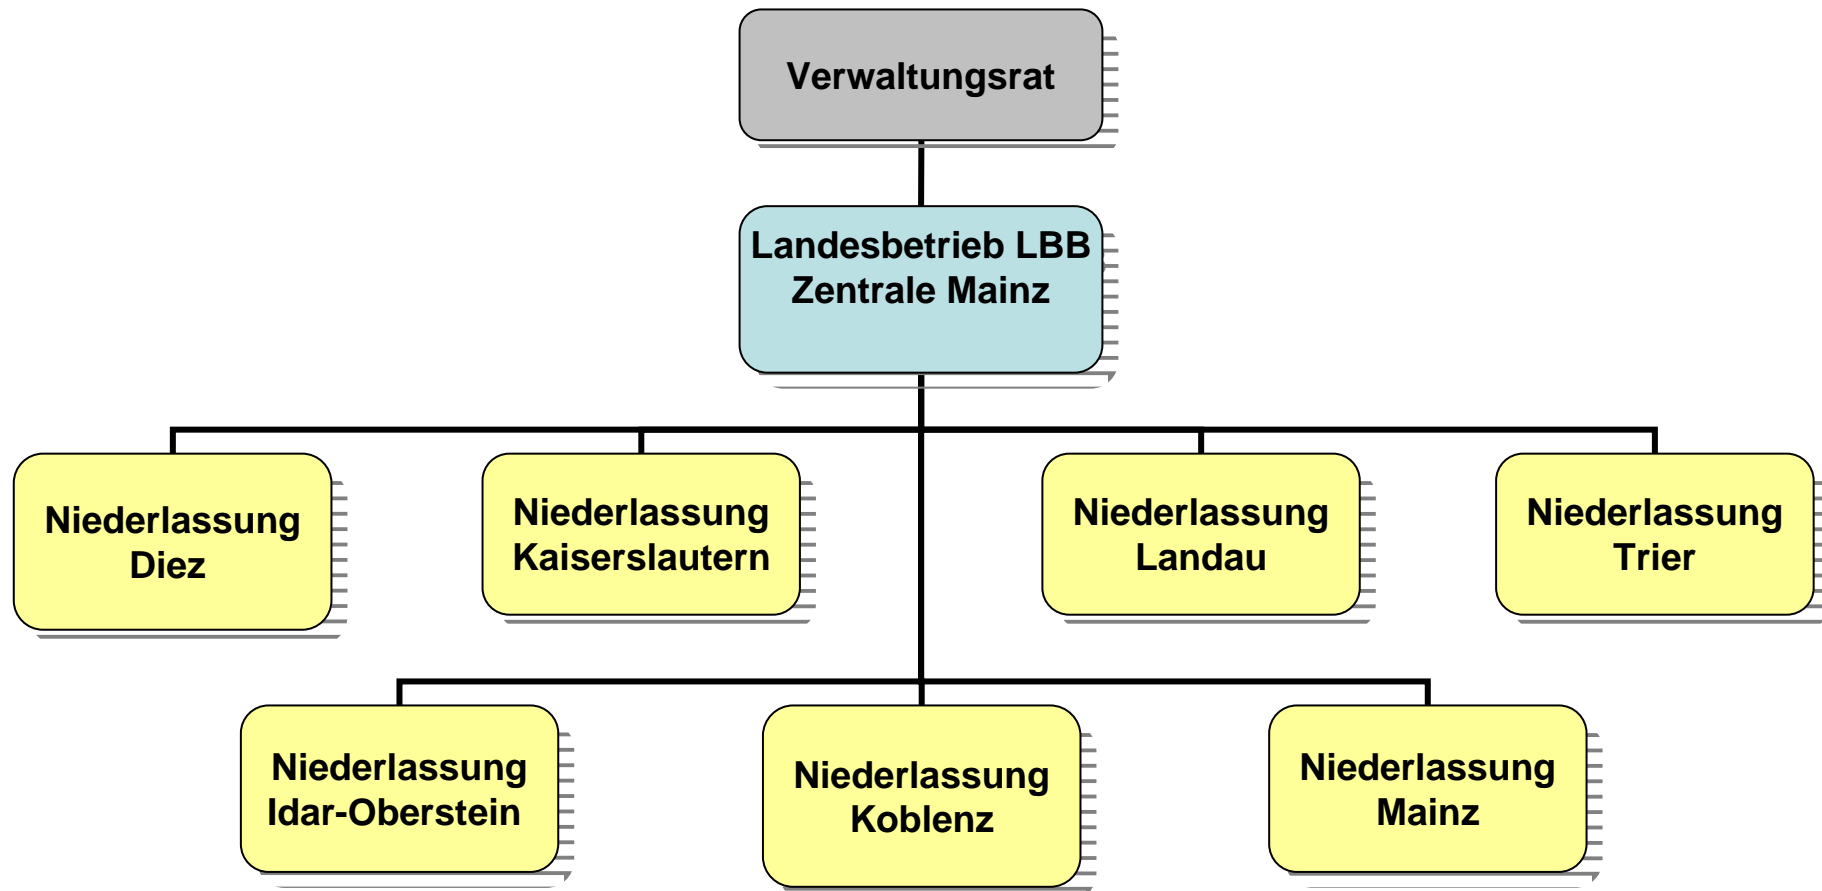 Verwaltungsrat
Landesbetrieb LBB
Zentrale Mainz
Niederlassung
Diez
Niederlassung
Kaiserslautern
Niederlassung
Landau
Niederlassung
Trier
Niederlassung
Idar-Oberstein
Niederlassung
Koblenz
Niederlassung
Mainz